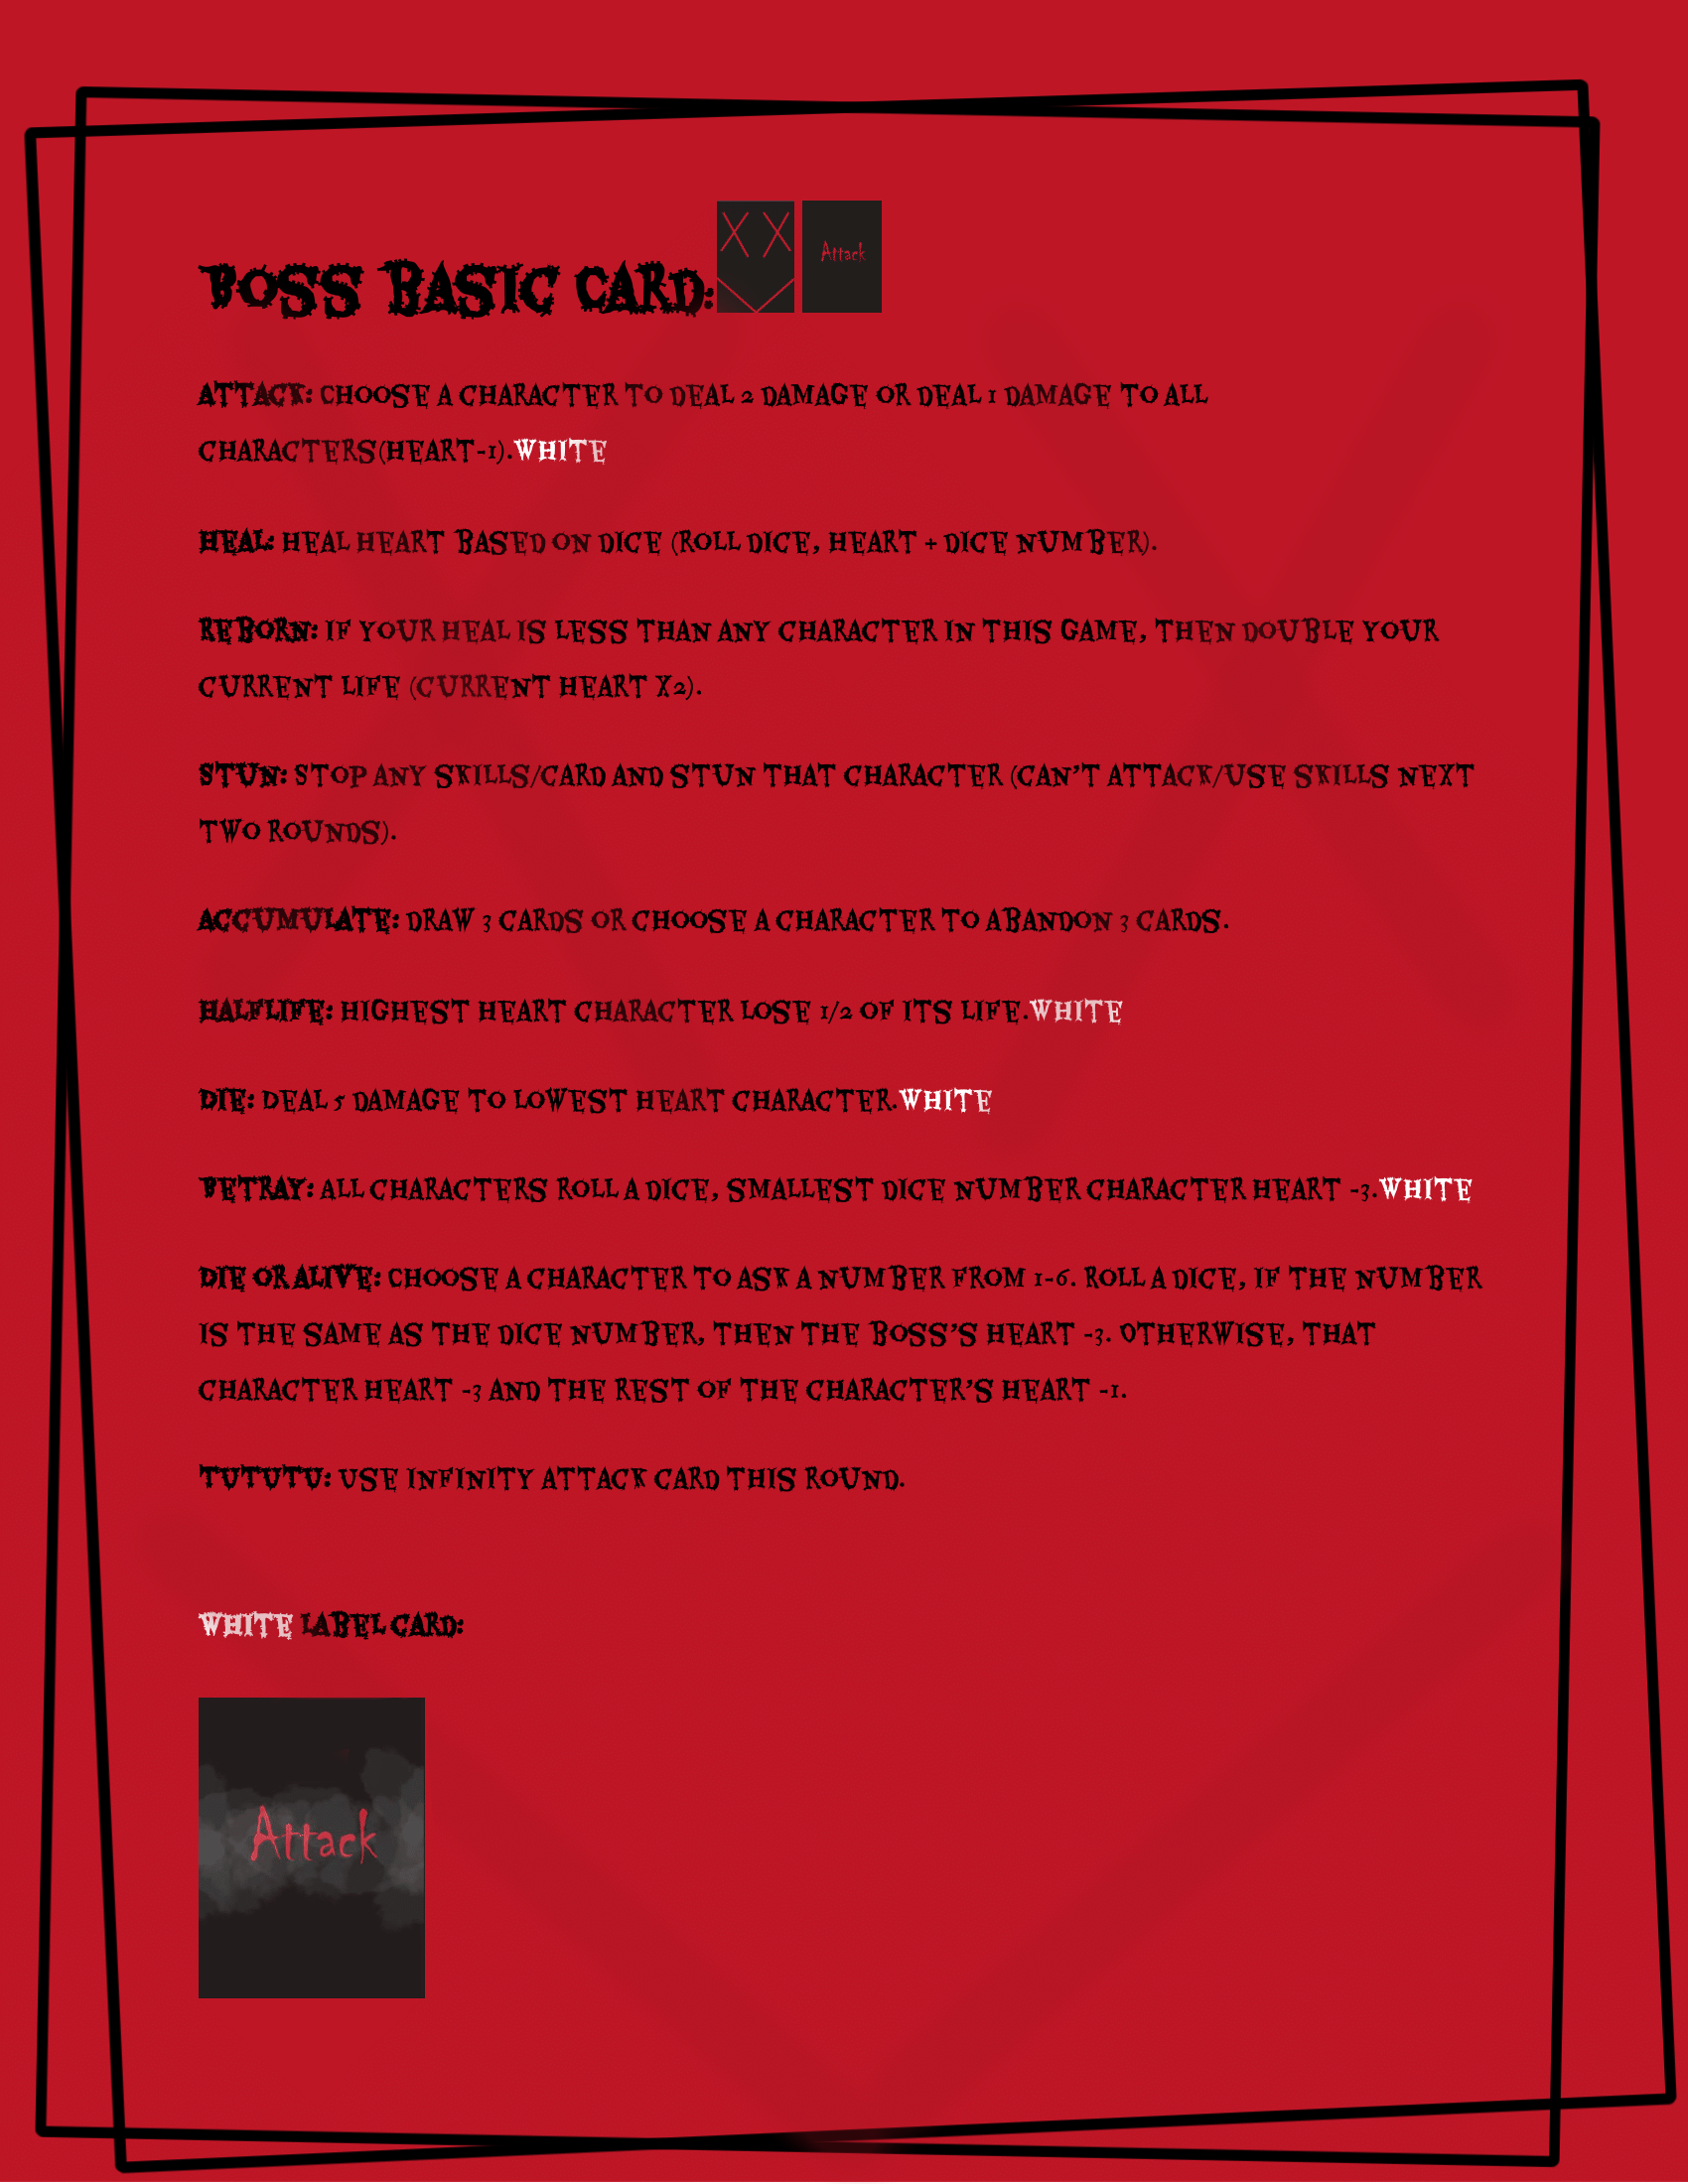 BOSS BASIC CARD:
Attack
ATTACK: CHOOSE A CHARACTER TO DEAL 2 DAMAGE OR DEAL 1 DAMAGE TO ALL
CHARACTERS(HEART-1).WHITE
HEAL: HEAL HEART BASED ON DICE (ROLL DICE, HEART + DICE NUMBER).
REBORN: IF YOUR HEAL IS LESS THAN ANY CHARACTER IN THIS GAME, THEN DOUBLE YOUR
CURRENT LIFE (CURRENT HEART X2).
STUN: STOP ANY SKILLS/CARD AND STUN THAT CHARACTER (CAN'T ATTACK/USE SKILLS NEXT
TWO ROUNDS).
ACCUMULATE: DRAW 3 CARDS OR CHOOSE A CHARACTER TO ABANDON 3 CARDS.
HALFLIFE: HIGHEST HEART CHARACTER LOSE 1/2 OF ITS LIFE.WHITE
DIE: DEAL 5 DAMAGE TO LOWEST HEART CHARACTER.WHITE
BETRAY: ALL CHARACTERS ROLL A DICE, SMALLEST DICE NUMBER CHARACTER HEART -3.WHITE
DIE OR ALIVE: CHOOSE A CHARACTER TO ASK A NUMBER FROM 1-6. ROLL A DICE, IF THE NUMBER
IS THE SAME AS THE DICE NUMBER, THEN THE BOSS'S HEART -3. OTHERWISE, THAT
CHARACTER HEART -3 AND THE REST OF THE CHARACTER'S HEART -1.
TUTUTU: USE INFINITY ATTACK CARD THIS ROUND.
WHITE LABEL CARD:
Attack